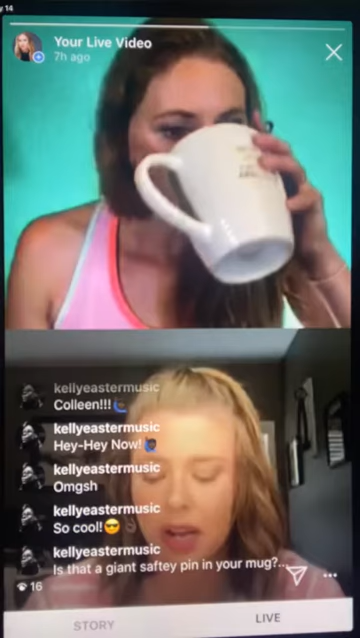 y 14
Your Live Video
7h ago
kellyeastermusic
Colleen!!!
kellyeastermusic
Hey-Hey Now!
kellyeastermusic
Omgsh
kellyeastermusic
So cool!😎
kellyeastermusic
Is that a giant saftey pin in your mug?...
16
STORY
LIVE